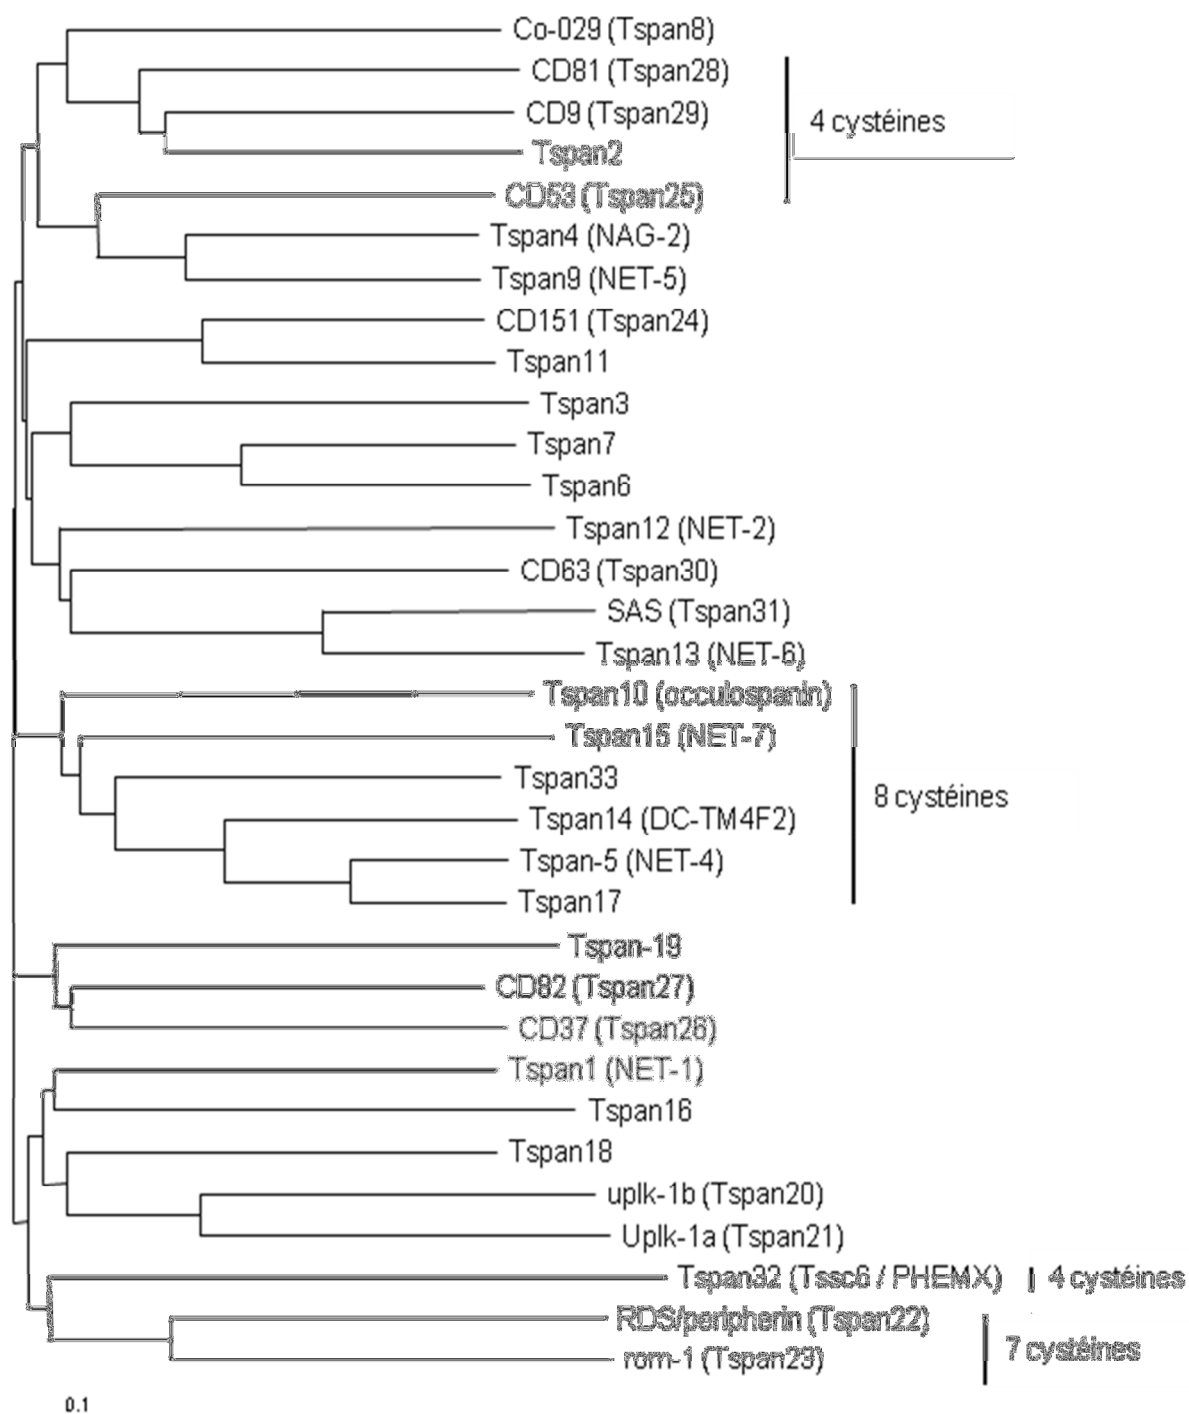 Co-029 (Tspan8)
CD81 (Tspan28)
CD9 (Tspan29)
4 cystéines
Tspan2
CD53 (Tspan25)
Tspan4 (NAG-2)
Tspan9 (NET-5)
CD151 (Tspan24)
Tspan11
Tspan3
Tspan7
Tspan6
Tspan12 (NET-2)
CD63 (Tspan30)
SAS (Tspan31)
Tspan13 (NET-6)
Tspan10 (occulospanin)
Tspan15 (NET-7)
Tspan33
8 cystéines
Tspan14 (DC-TM4F2)
Tspan-5 (NET-4)
Tspan17
Tspan-19
CD82 (Tspan27)
CD37 (Tspan26)
Tspan1 (NET-1)
Tspan16
Tspan18
uplk-1b (Tspan20)
Uplk-1a (Tspan21)
Tspan32 (Tssc6 / PHEMX) 4 cystéines
RDS/peripherin (Tspan22)
7 cystéines
rom-1 (Tspan23)
0.1